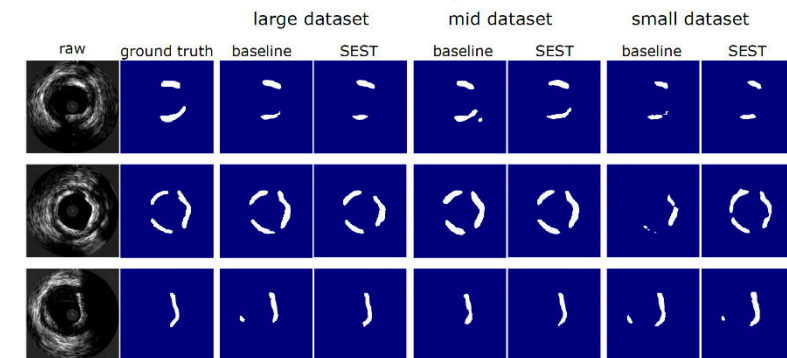 large dataset mid dataset small dataset
raw ground truth baseline SEST baseline SEST baseline SEST